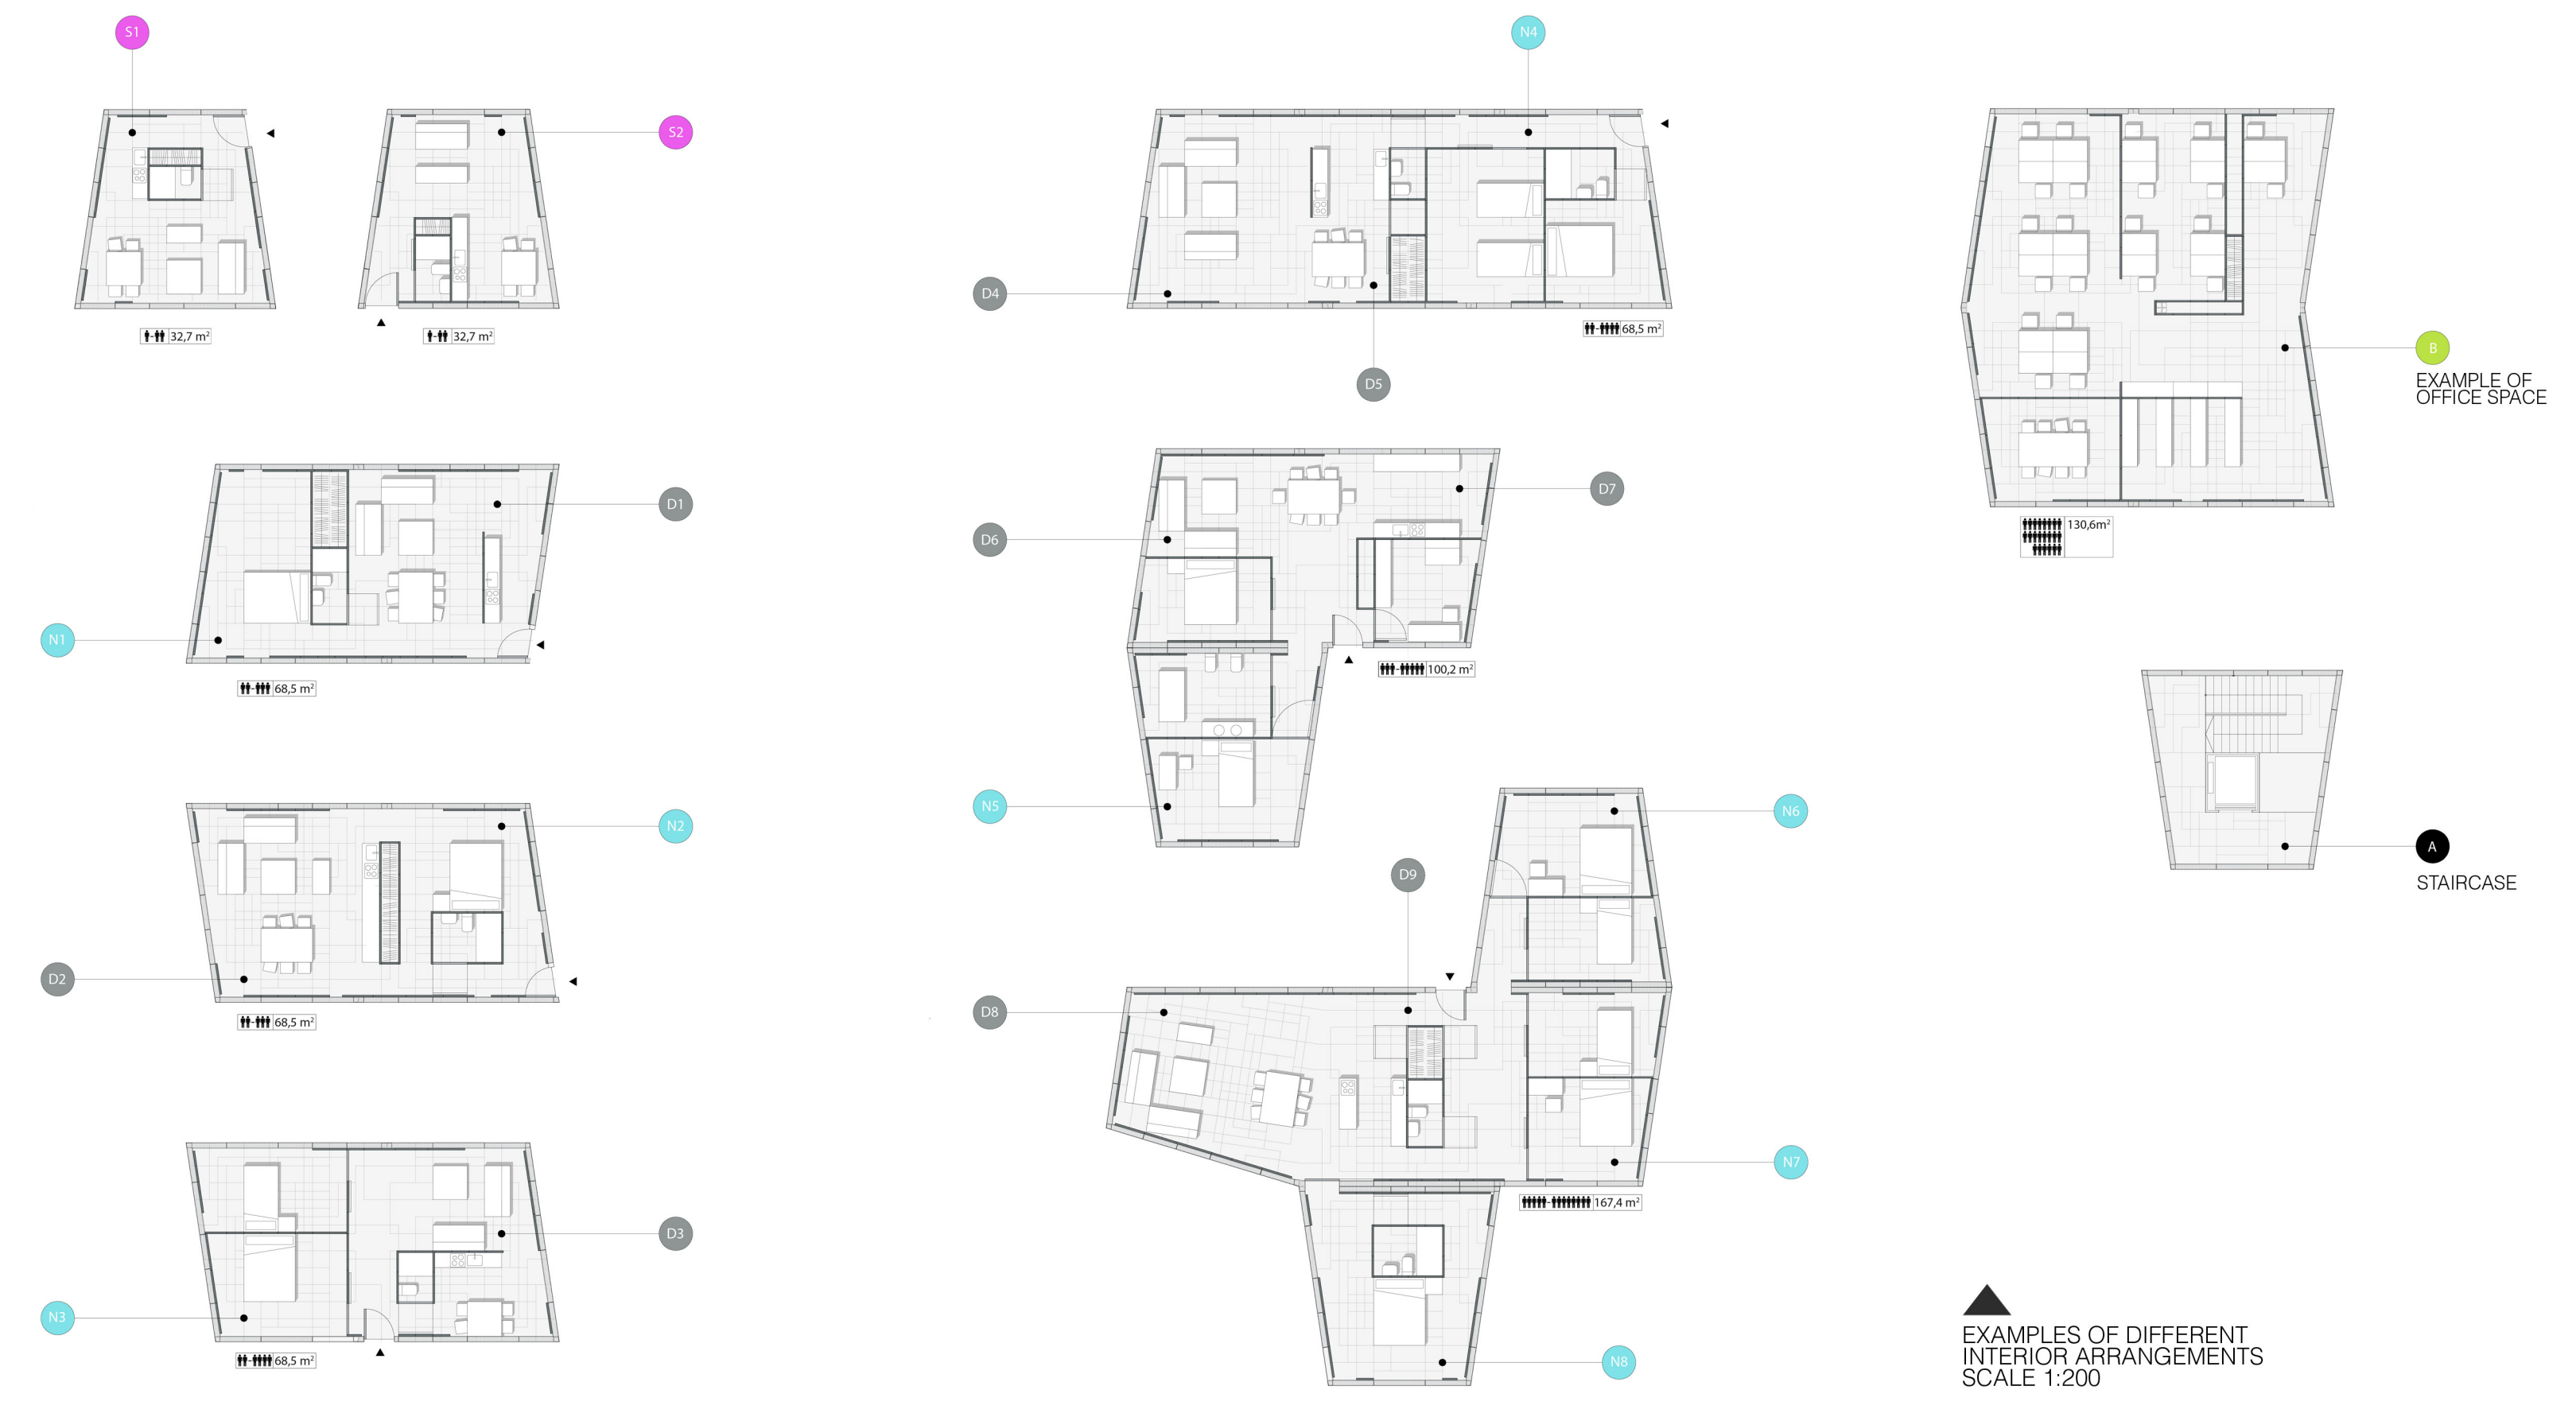 S1
S2
32,7 m²
32,7 m²
D1
N1
68,5 m²
N2
D2
68,5 m²
D3
N3
68,5 m²
N4
D4
D5
68,5 m²
D7
D6
100,2 m²
N5
N6
D9
D8
N7
167,4 m²
N8
B
EXAMPLE OF
OFFICE SPACE
130,6m²
A
STAIRCASE
EXAMPLES OF DIFFERENT
INTERIOR ARRANGEMENTS
SCALE 1:200